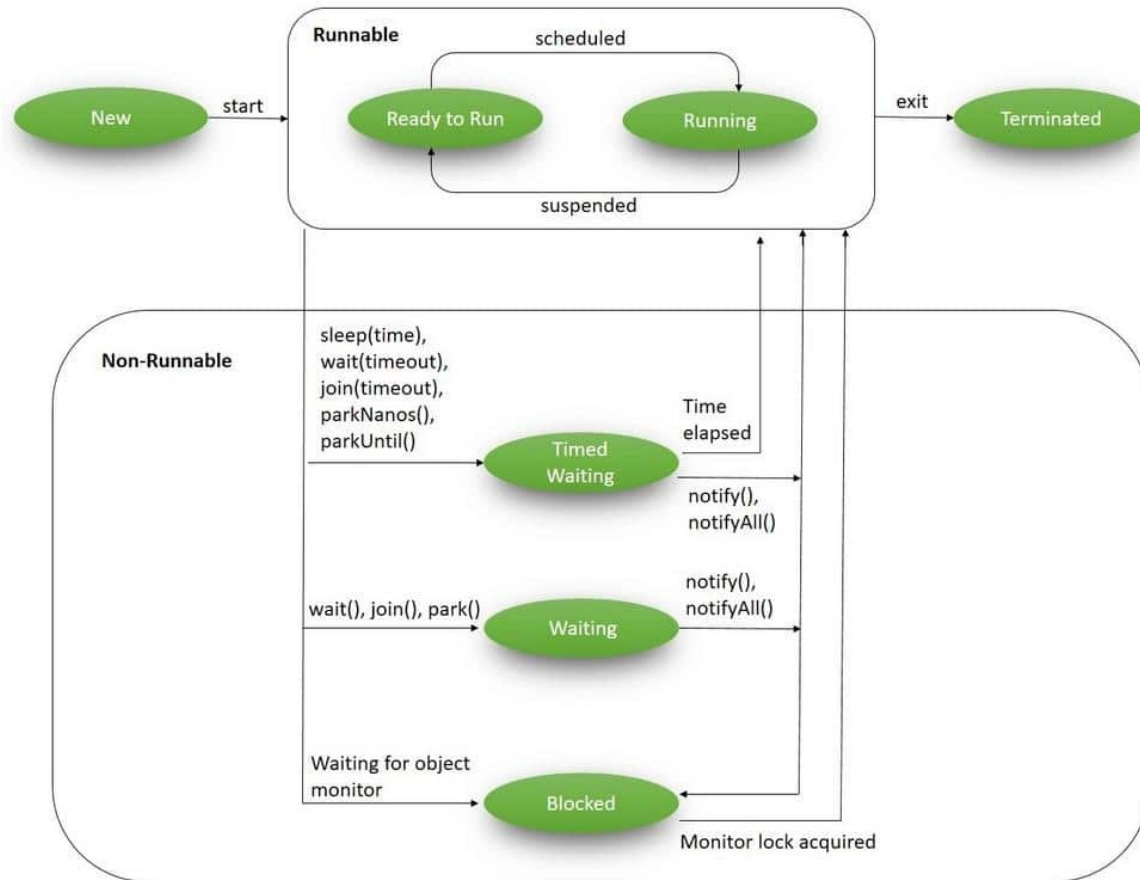 Runnable
scheduled
New
start
Ready to Run
Running
exit
Terminated
suspended
Non-Runnable
sleep(time),
wait(timeout),
join(timeout),
parkNanos(),
parkUntil()
Time
elapsed
Timed
Waiting
notify(),
notifyAll()
wait(), join(), park()
Waiting
notify(),
notifyAll()
Waiting for object
monitor
Blocked
Monitor lock acquired